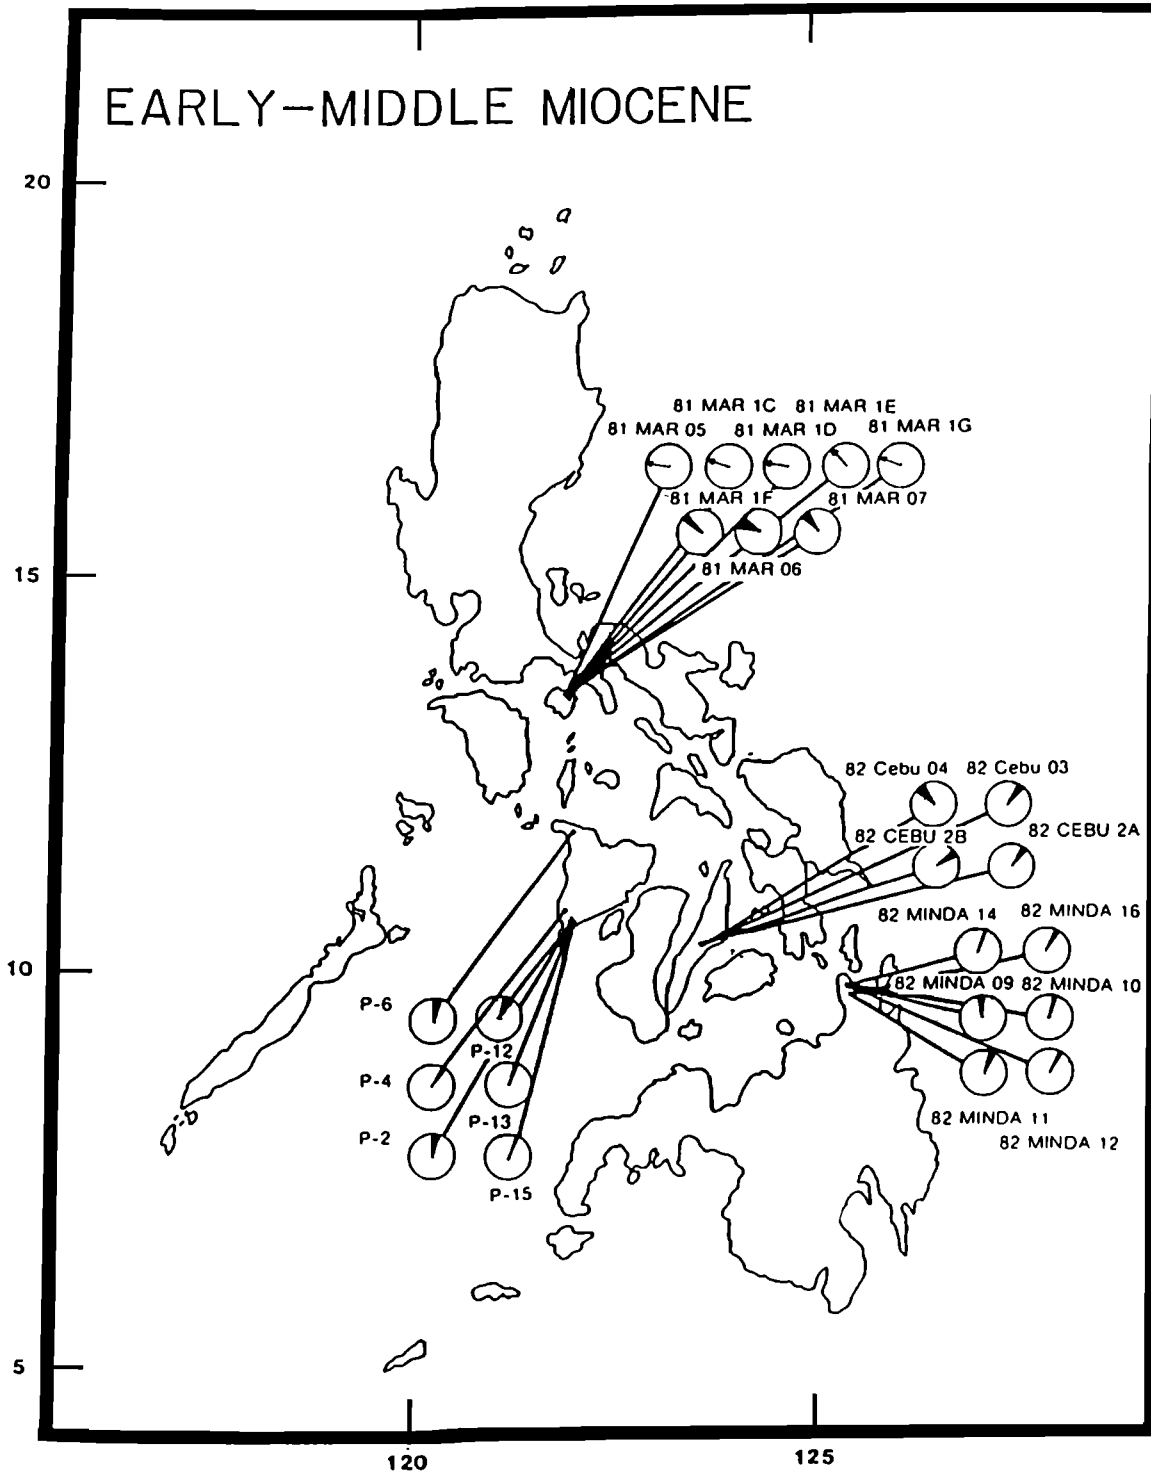 EARLY-MIDDLE MIOCENE
20
81 MAR 1C 81 MAR 1E
81 MAR 05 81 MAR 1D 81 MAR 1G
81 MAR 1F 81 MAR 07
15
81 MAR 06
82 Cebu 04 82 Cebu 03
82 CEBU 2B 82 CEBU 2A
82 MINDA 14 82 MINDA 16
10
82 MINDA 09 82 MINDA 10
P-6
P-12
P-4
P-13
82 MINDA 11
P-2
82 MINDA 12
P-15
5
120
125